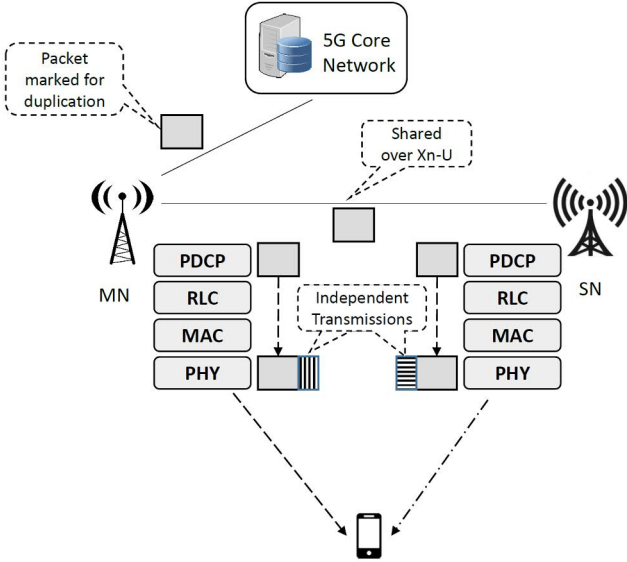 5G Core
Network
Packet
marked for
duplication
Shared
over Xn-U
MN
SN
PDCP
RLC
MAC
PHY
Independent
Transmissions
PDCP
RLC
MAC
PHY